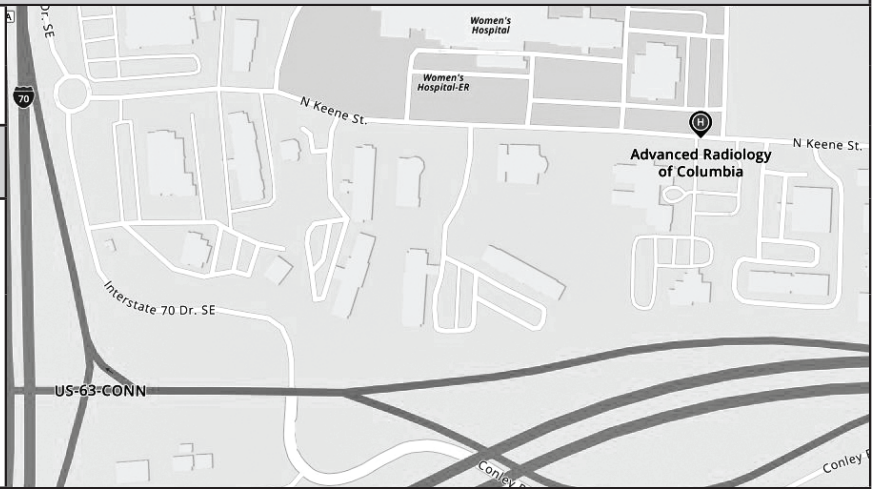 A
Dr. SE
70
Women's
Hospital
Women's
Hospital-ER
N Keene St.
H
N Keene St.
Advanced Radiology
of Columbia
Interstate 70 Dr. SE
US-63-CONN
Conley
Conley